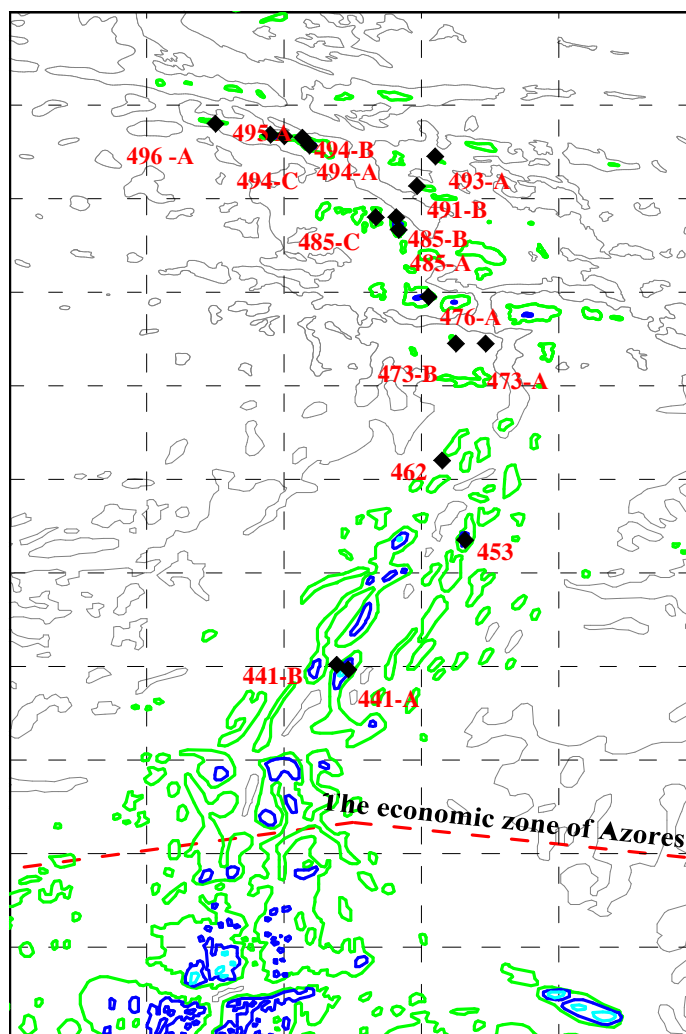 495-A
494-B
496 -A
494-A
494-C
493-A
491-B
485-C
485-B
485-A
476-A
473-B
473-A
462
453
441-B
441-A
The economic zone of Azores